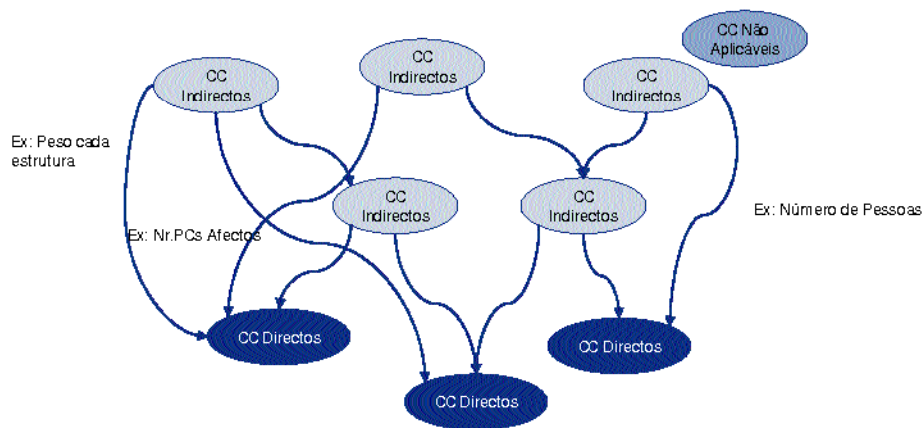 CC Não
Aplicáveis
CC
Indirectos
CC
Indirectos
CC
Indirectos
Ex: Peso cada
estrutura
CC
Indirectos
CC
Indirectos
Ex: Número de Pessoas
Ex: Nr.PCs Afectos
CC Directos
CC Directos
CC Directos